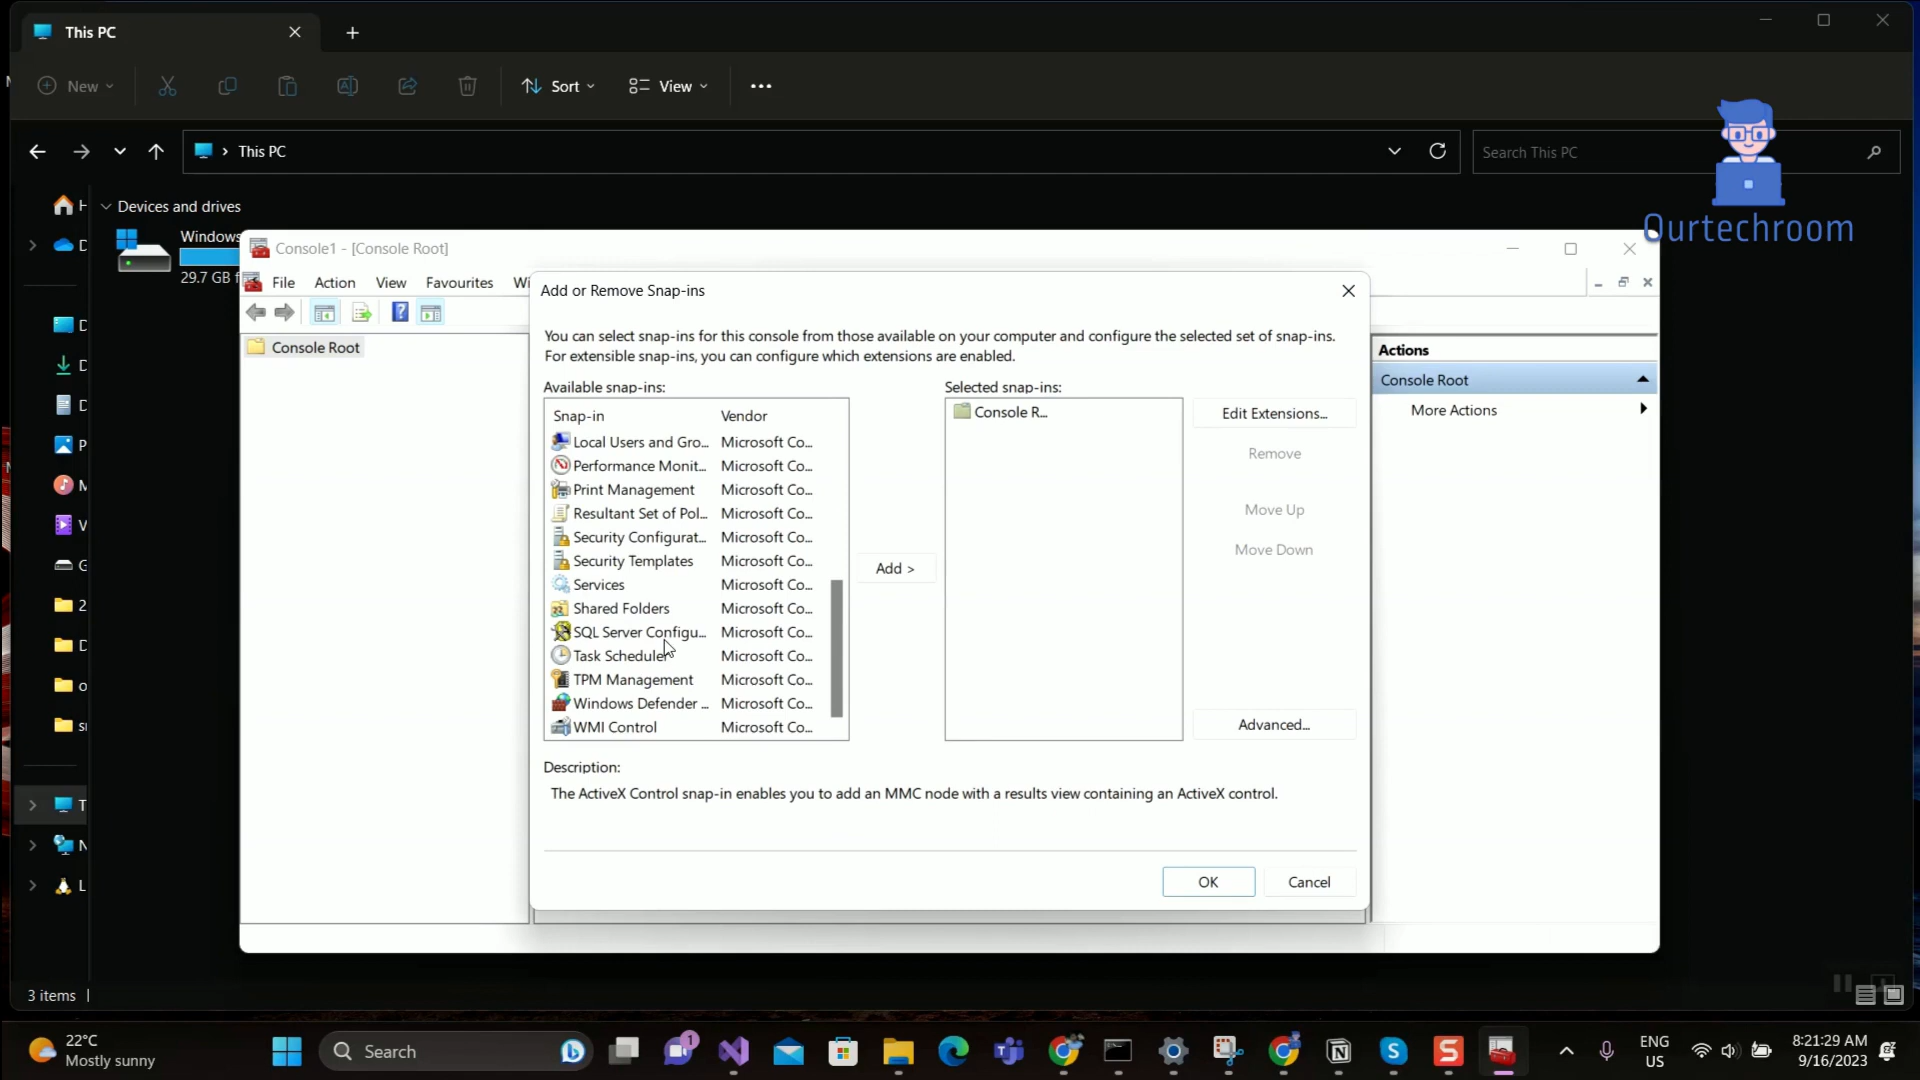 This PC
New
Sort
View
This PC
Search This PC
Ourtechroom
Devices and drives
Windows
29.7 GB f
Console1 - [Console Root]
File Action View Favourites Wi
Console Root
Add or Remove Snap-ins
You can select snap-ins for this console from those available on your computer and configure the selected set of snap-ins.
For extensible snap-ins, you can configure which extensions are enabled.
Available snap-ins:
Snap-in Vendor
Local Users and Gro... Microsoft Co...
Performance Monit... Microsoft Co...
Print Management Microsoft Co...
Resultant Set of Pol... Microsoft Co...
Security Configurat... Microsoft Co...
Security Templates Microsoft Co...
Services Microsoft Co...
Shared Folders Microsoft Co...
SQL Server Configu... Microsoft Co...
Task Scheduler Microsoft Co...
TPM Management Microsoft Co...
Windows Defender ... Microsoft Co...
WMI Control Microsoft Co...
Add >
Selected snap-ins:
Console R...
Edit Extensions...
Remove
Move Up
Move Down
Advanced...
Description:
The ActiveX Control snap-in enables you to add an MMC node with a results view containing an ActiveX control.
OK
Cancel
Actions
Console Root
More Actions
3 items
22°C
Mostly sunny
Search
1
ENG
US
8:21:29 AM
9/16/2023